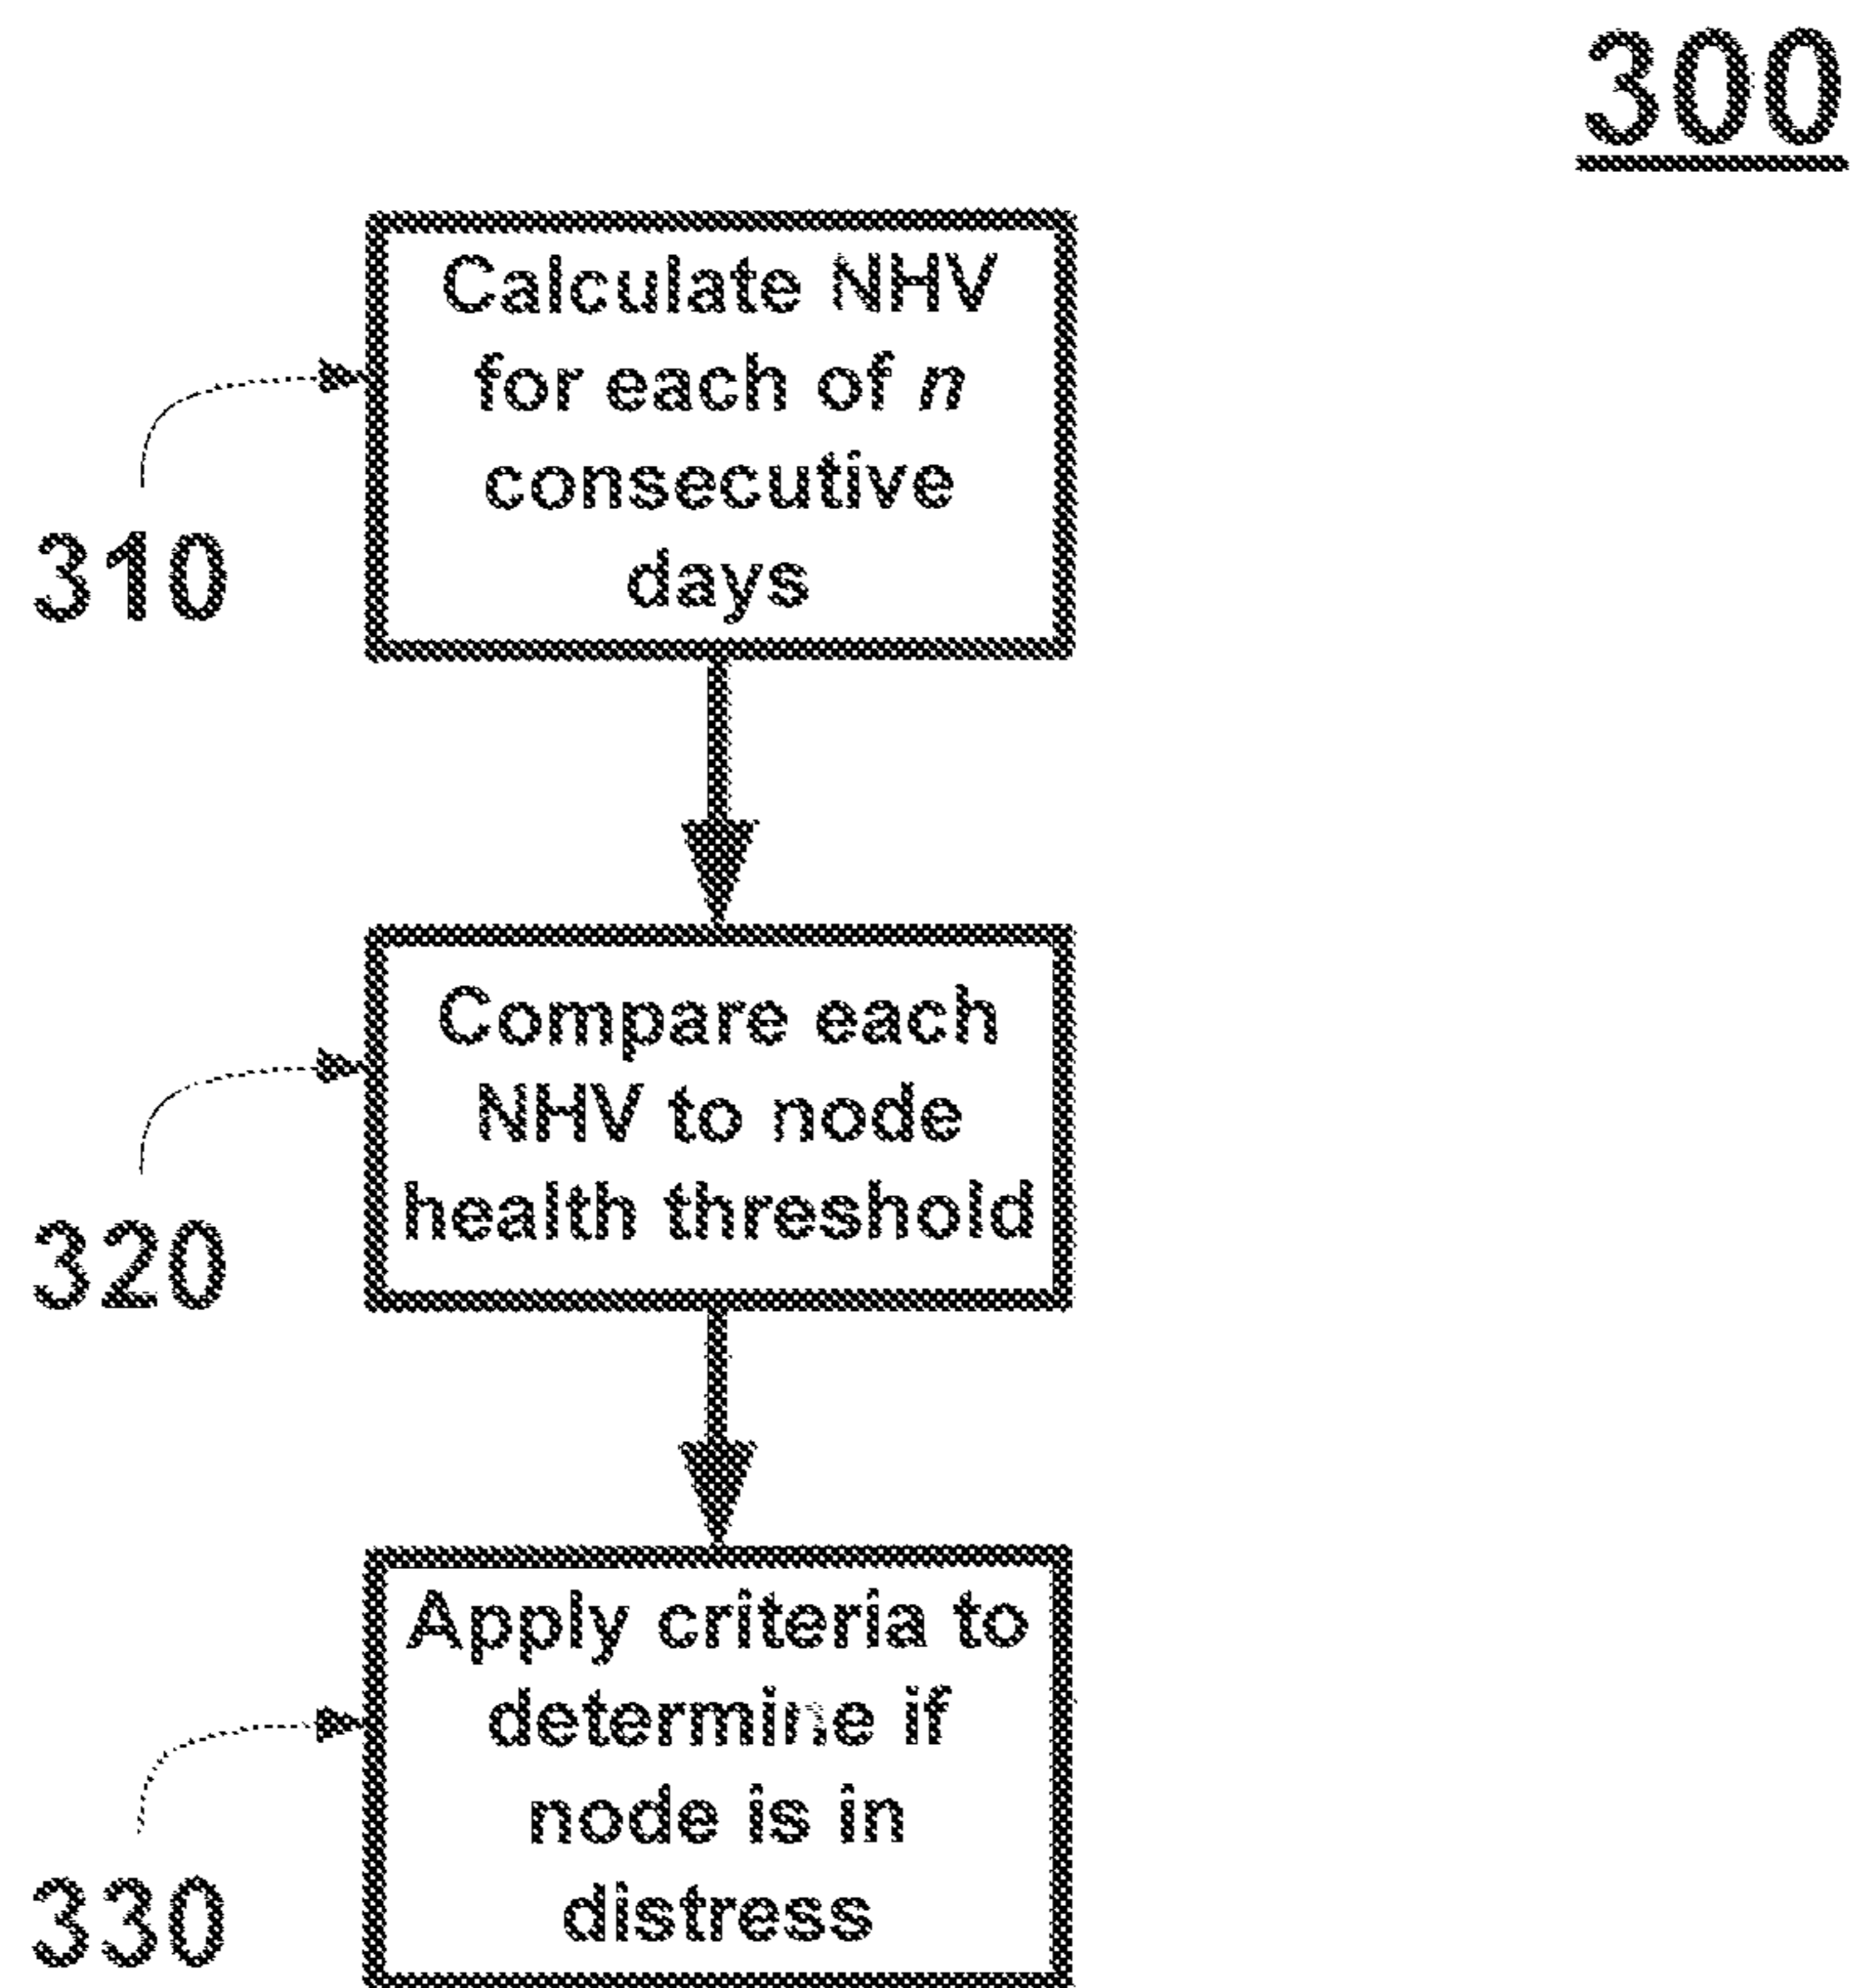 300
Calculate NHV
for each of n
consecutive
days
310
Compare each
NHV to node
health threshold
320
Apply criteria to
determine if
node is in
distress
330